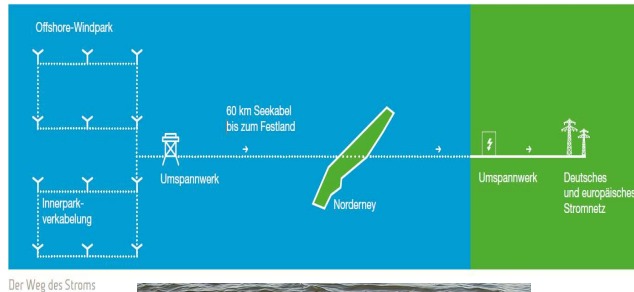 Offshore-Windpark
60 km Seekabel
bis zum Festland
Umspannwerk
Umspannwerk
Deutsches
und europäisches
Stromnetz
Innerpark-
verkabelung
Norderney
Der Weg des Stroms